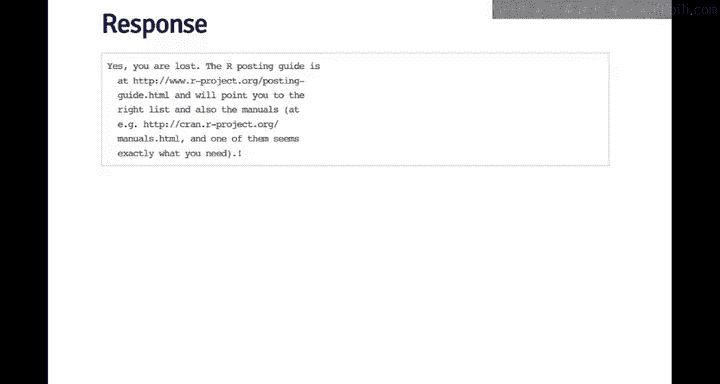 Response
Yes, you are lost. The R posting guide is
at http://www.r-project.org/posting-
guide.html and will point you to the
right list and also the manuals (at
e.g. http://cran.r-project.org/
manuals.html, and one of them seems
exactly what you need).!